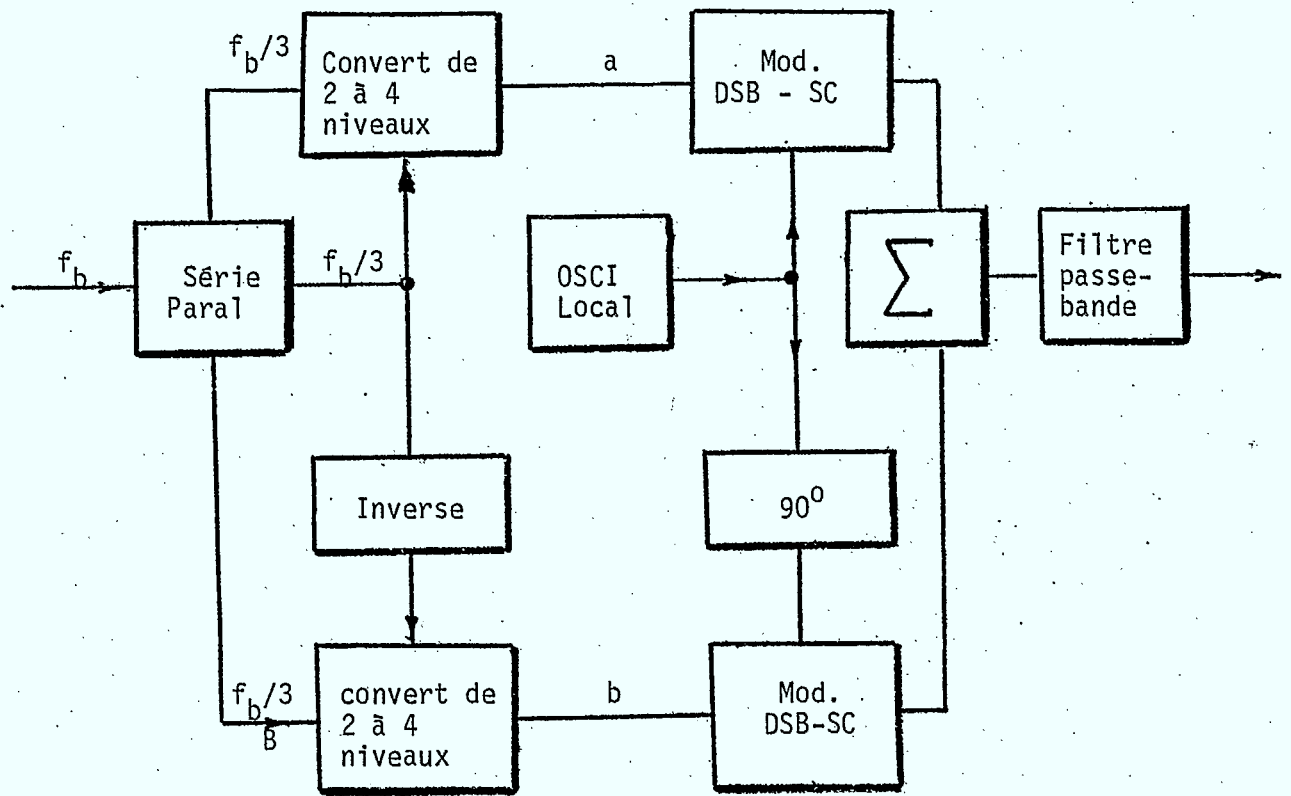 f_b/3
Convert de
2 à 4
niveaux
a
Mod.
DSB - SC
f_b
Série
Paral
f_b/3
OSCI
Local
Σ
Filtre
passe-
bande
Inverse
90⁰
f_b/3
B
convert de
2 à 4
niveaux
b
Mod.
DSB-SC